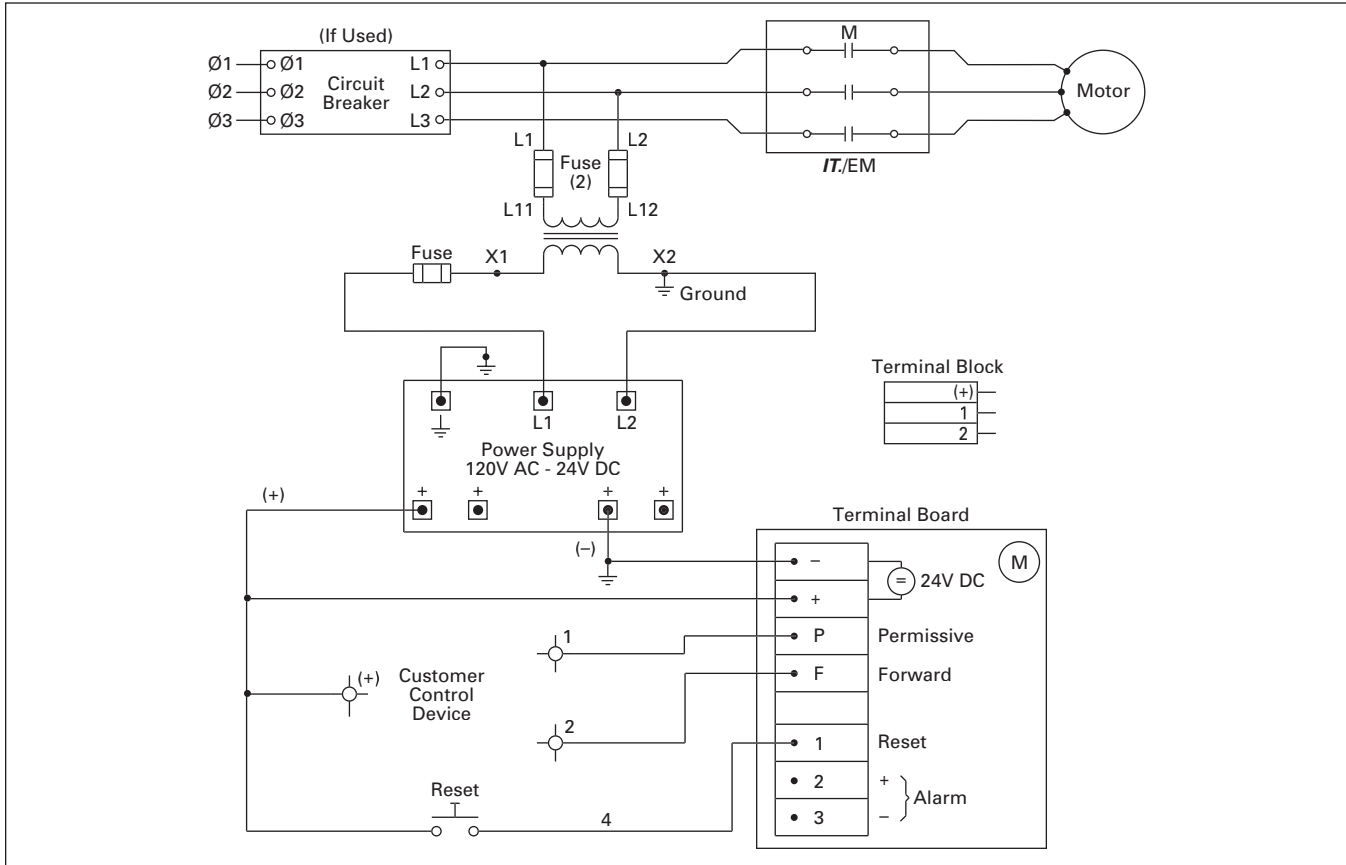 (If Used)
Ø1 Ø1 L1
Ø2 Ø2 L2
Ø3 Ø3 L3
Circuit
Breaker
M
IT./EM
Motor
L1 L2
Fuse
(2)
L11 L12
Fuse X1 X2
Ground
L1 L2
Power Supply
120V AC - 24V DC
+ + + +
(+)
(–)
Terminal Block
(+)
1
2
Terminal Board
M
– 24V DC
=
+
P Permissive
F Forward
1 Reset
2 + Alarm
3 –
1
(+) Customer
Control
Device
2
Reset
4